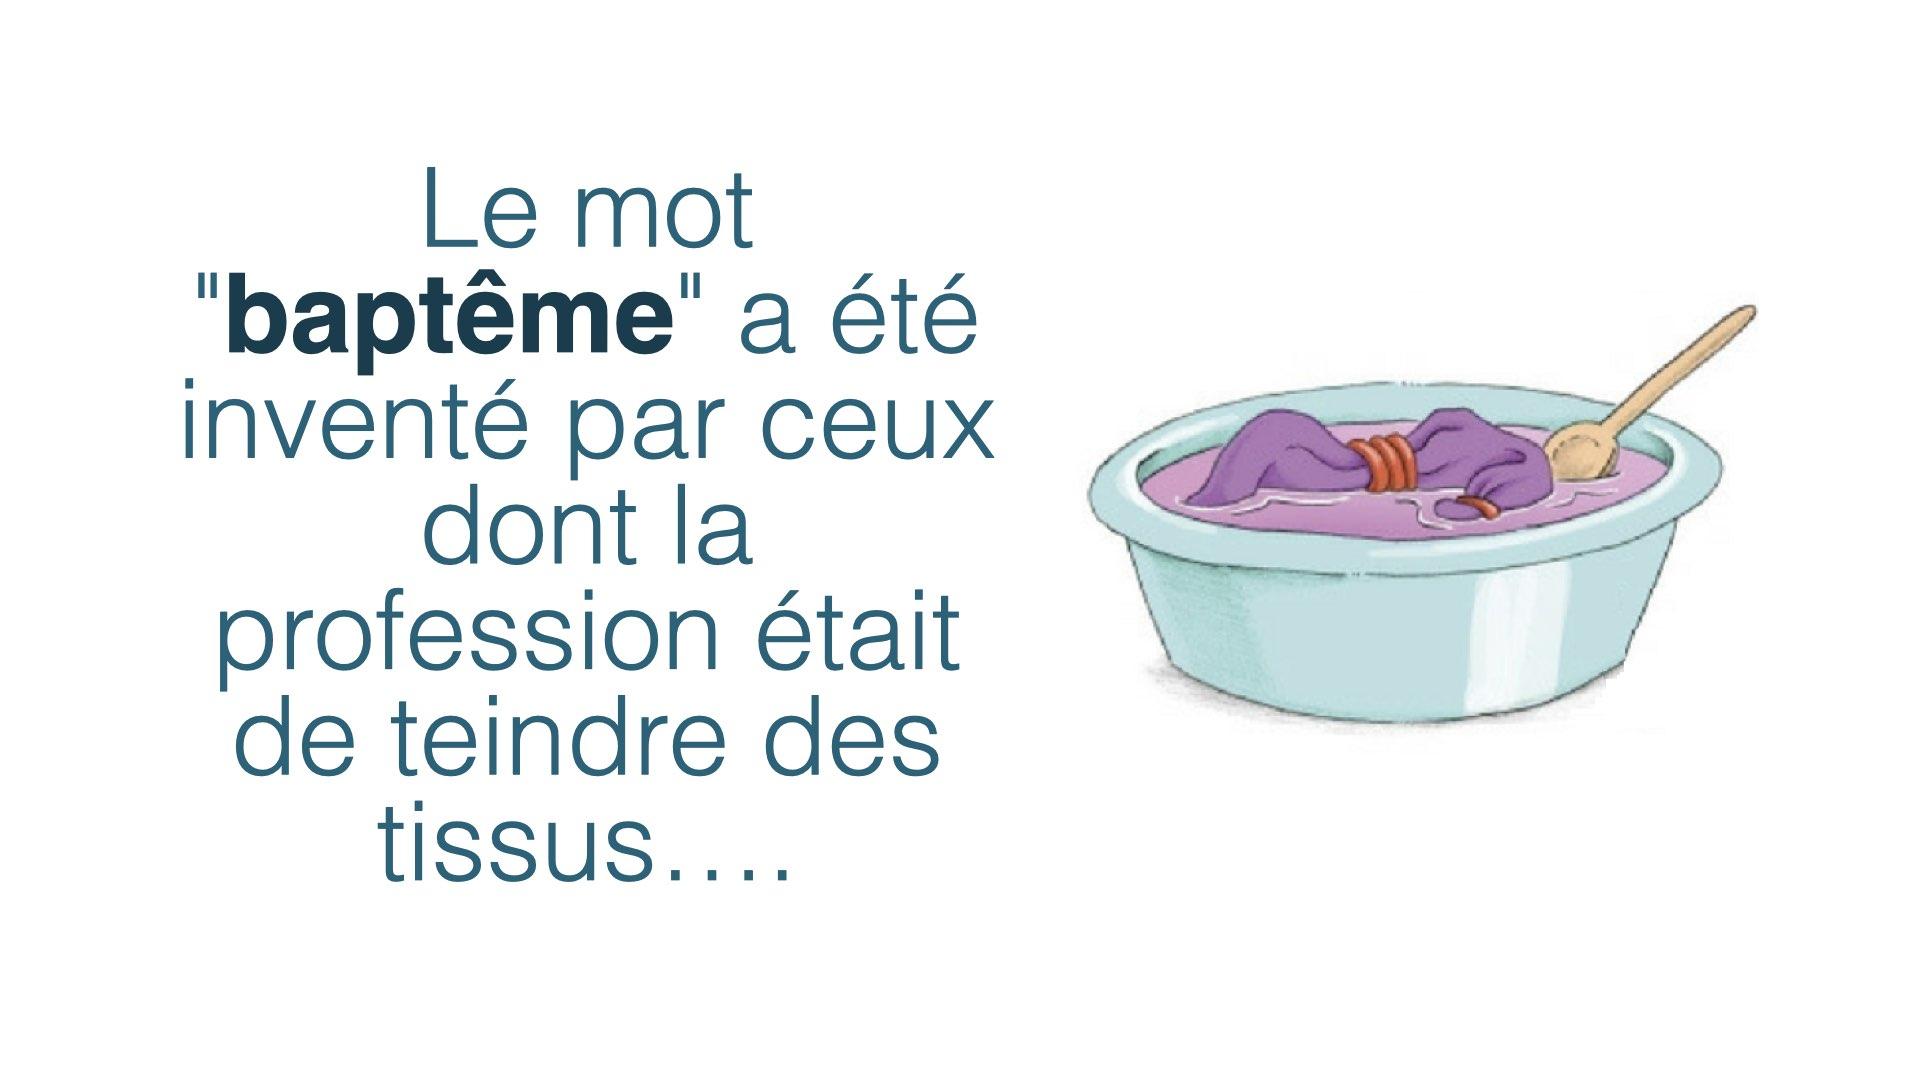 Le mot
"baptême" a été
inventé par ceux
dont la
profession était
de teindre des
tissus….